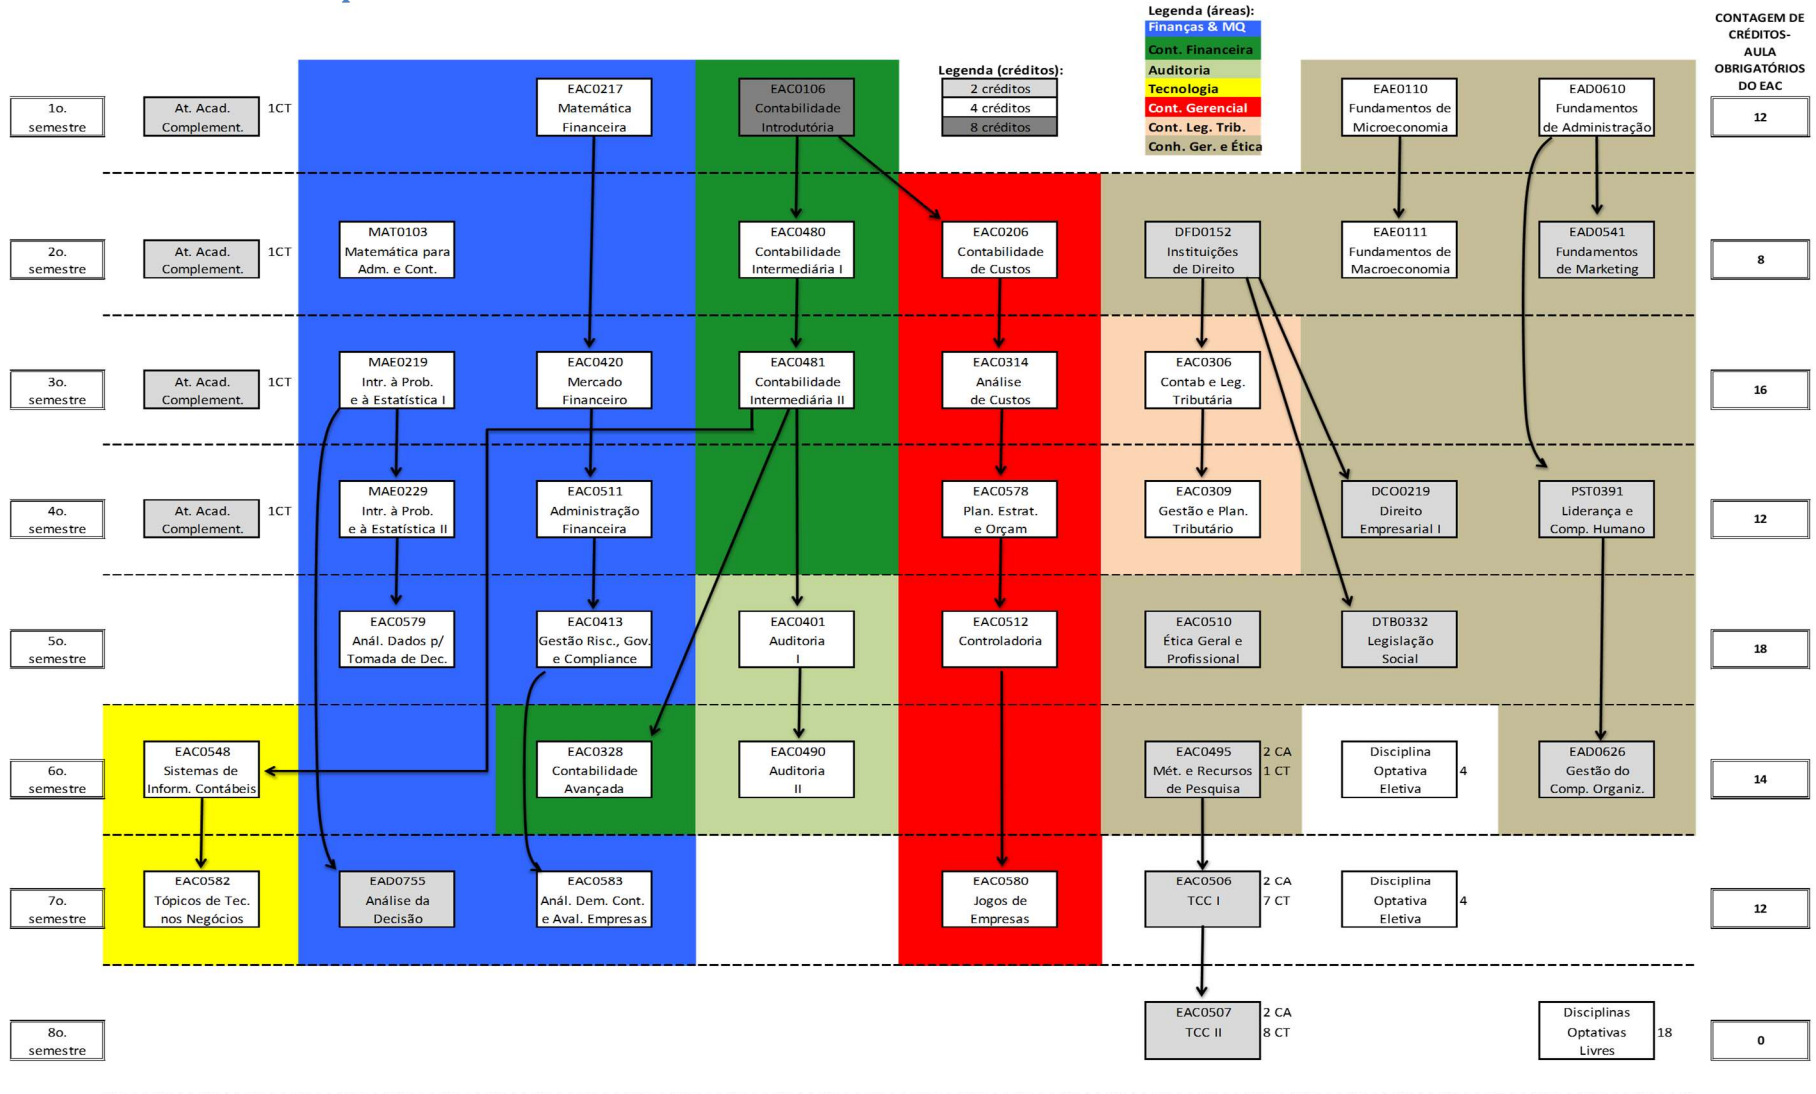 Legenda (áreas):
Finanças & MQ
Cont. Financeira
Auditoria
Tecnologia
Cont. Gerencial
Cont. Leg. Trib.
Conh. Ger. e Ética
Legenda (créditos):
2 créditos
4 créditos
8 créditos
CONTAGEM DE
CRÉDITOS-
AULA
OBRIGATÓRIOS
DO EAC
1o.
semestre
At. Acad.
Complement.
1CT
EAC0217
Matemática
Financeira
EAC0106
Contabilidade
Introdutória
EAE0110
Fundamentos de
Microeconomia
EAD0610
Fundamentos
de Administração
12
2o.
semestre
At. Acad.
Complement.
1CT
MAT0103
Matemática para
Adm. e Cont.
EAC0480
Contabilidade
Intermediária I
EAC0206
Contabilidade
de Custos
DFD0152
Instituições
de Direito
EAE0111
Fundamentos de
Macroeconomia
EAD0541
Fundamentos
de Marketing
8
3o.
semestre
At. Acad.
Complement.
1CT
MAE0219
Intr. à Prob.
e à Estatística I
EAC0420
Mercado
Financeiro
EAC0481
Contabilidade
Intermediária II
EAC0314
Análise
de Custos
EAC0306
Contab e Leg.
Tributária
16
4o.
semestre
At. Acad.
Complement.
1CT
MAE0229
Intr. à Prob.
e à Estatística II
EAC0511
Administração
Financeira
EAC0578
Plan. Estrat.
e Orçam
EAC0309
Gestão e Plan.
Tributário
DCO0219
Direito
Empresarial I
PST0391
Liderança e
Comp. Humano
12
5o.
semestre
EAC0579
Anál. Dados p/
Tomada de Dec.
EAC0413
Gestão Risc., Gov.
e Compliance
EAC0401
Auditoria
I
EAC0512
Controladoria
EAC0510
Ética Geral e
Profissional
DTB0332
Legislação
Social
18
6o.
semestre
EAC0548
Sistemas de
Inform. Contábeis
EAC0328
Contabilidade
Avançada
EAC0490
Auditoria
II
EAC0495
Mét. e Recursos
de Pesquisa
2 CA
1 CT
Disciplina
Optativa
Eletiva
4
EAD0626
Gestão do
Comp. Organiz.
14
7o.
semestre
EAC0582
Tópicos de Tec.
nos Negócios
EAD0755
Análise da
Decisão
EAC0583
Anál. Dem. Cont.
e Aval. Empresas
EAC0580
Jogos de
Empresas
EAC0506
TCC I
2 CA
7 CT
Disciplina
Optativa
Eletiva
4
12
8o.
semestre
EAC0507
TCC II
2 CA
8 CT
Disciplinas
Optativas
Livres
18
0